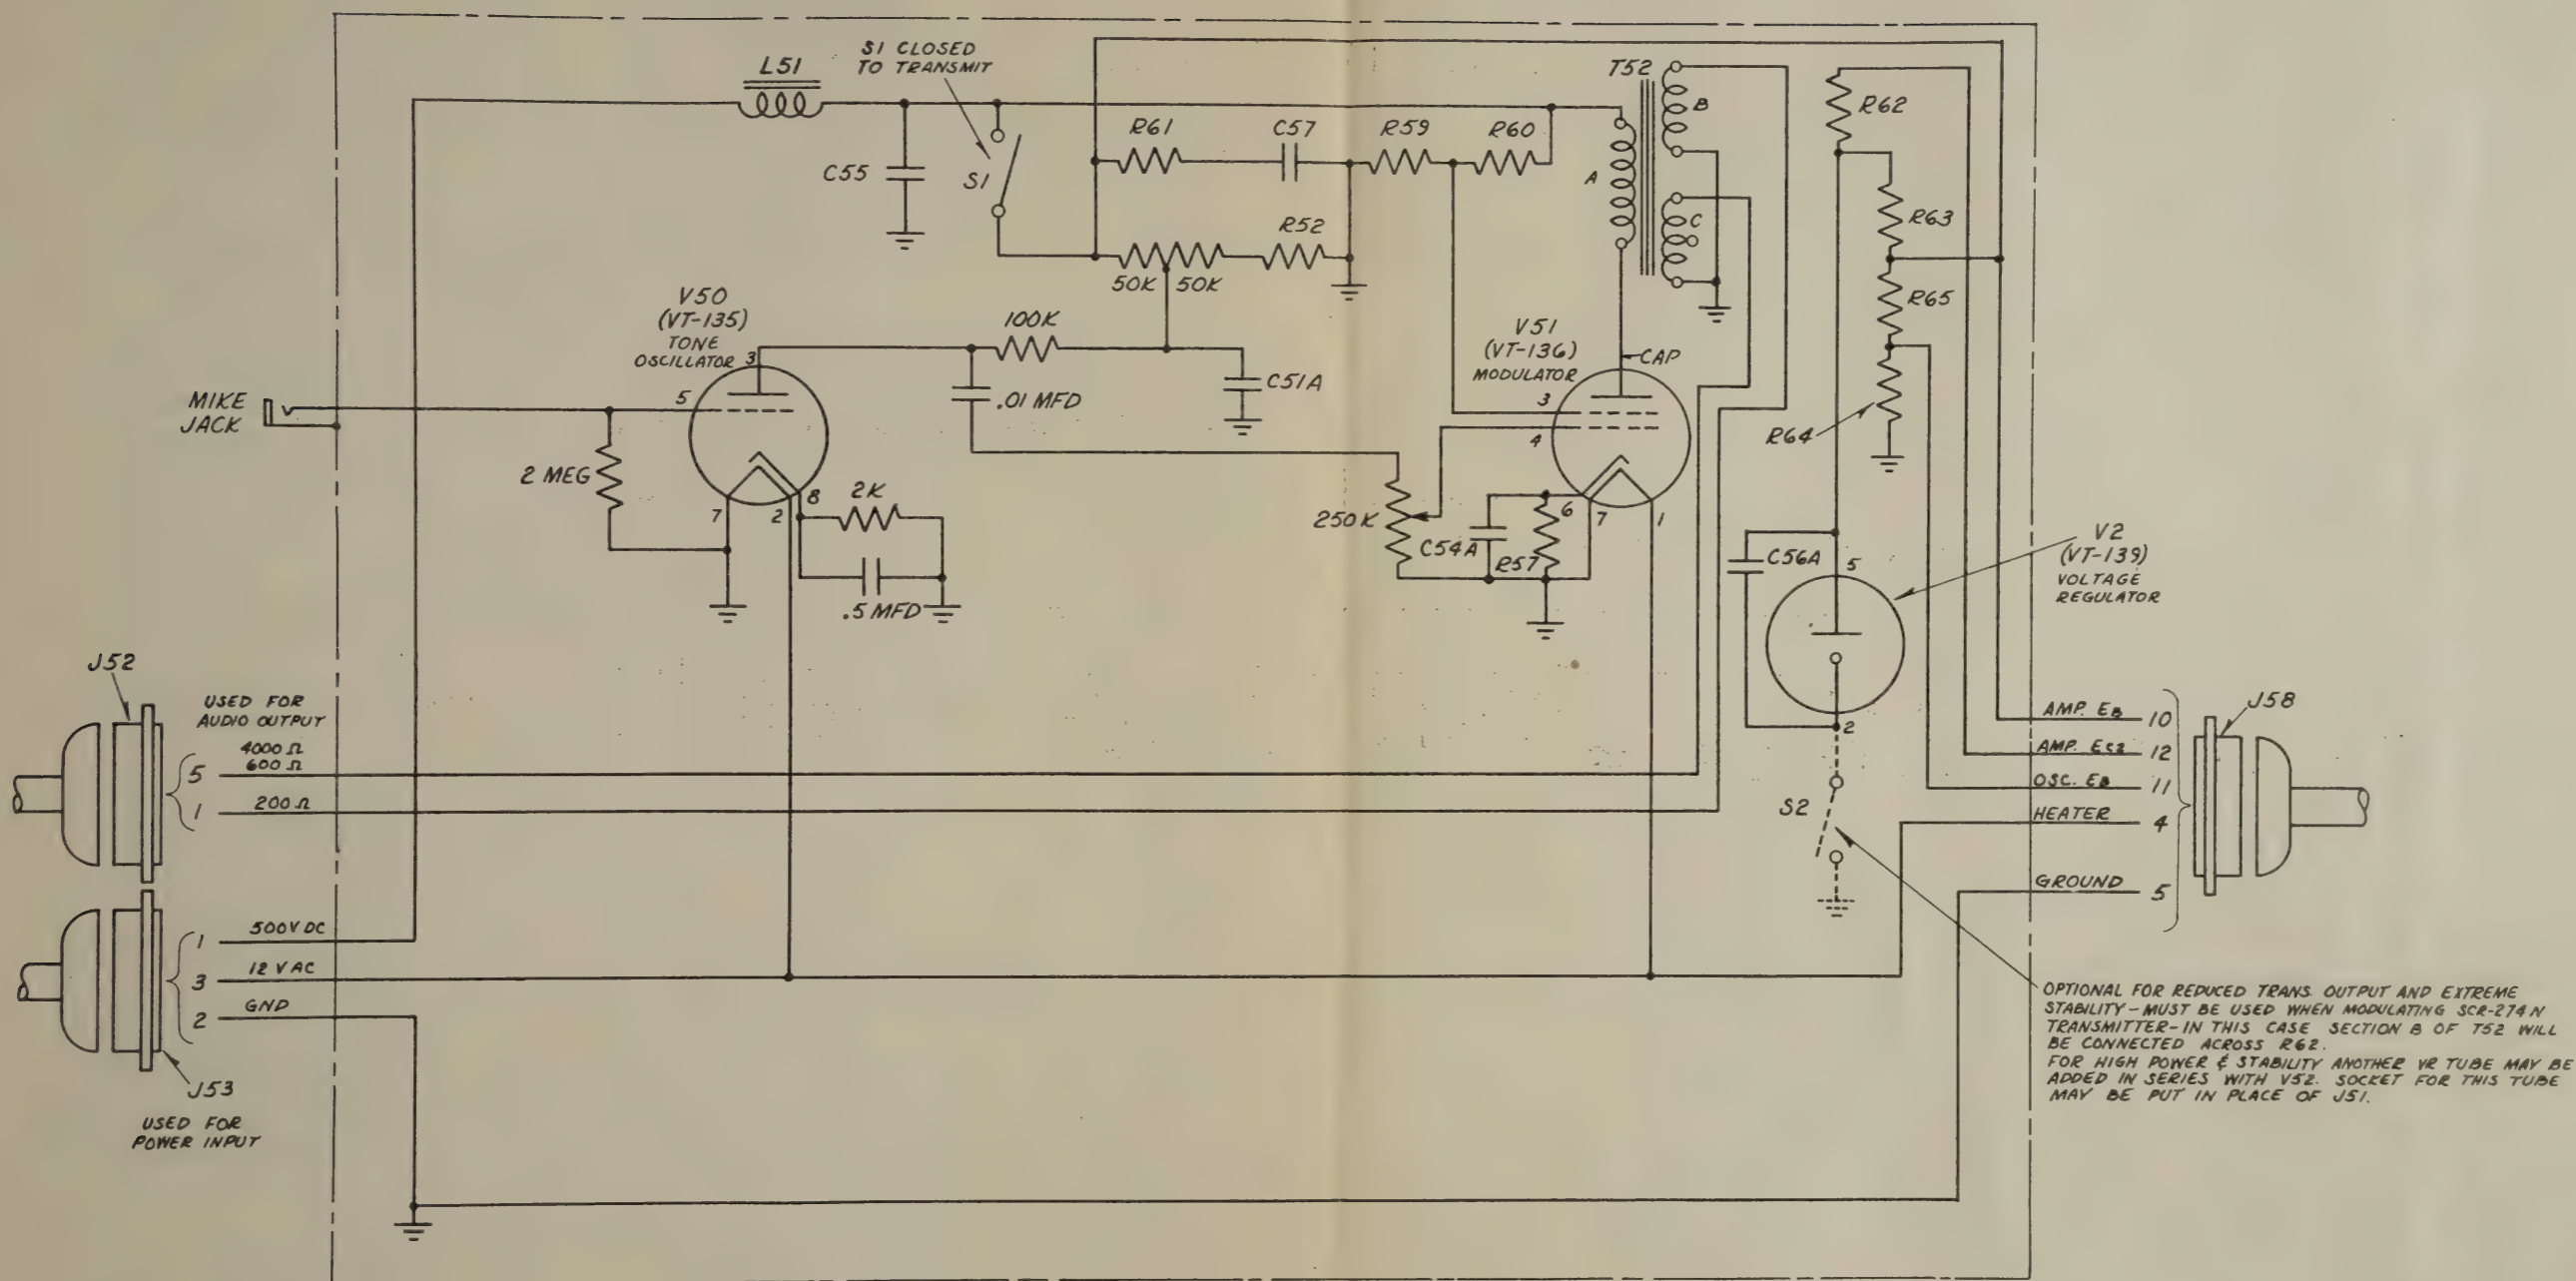 S1 CLOSED
TO TRANSMIT
L51
T52
B
R62
R61
C57
R59
R60
C55
S1
A
C
R52
R63
50K 50K
R65
V50
(VT-135)
TONE
OSCILLATOR
3
100K
V51
(VT-136)
MODULATOR
CAP
MIKE
JACK
5
.01 MFD
C51A
3
4
R64
2 MEG
8
2K
7
2
250K
C54A
R57
6
7
1
.5 MFD
C56A
5
V2
(VT-139)
VOLTAGE
REGULATOR
2
S2
J52
USED FOR
AUDIO OUTPUT
4000 Ω
5 600 Ω
1 200 Ω
AMP. EB 10
AMP. EC2 12
OSC. EB 11
HEATER 4
GROUND 5
J58
1 500V DC
3 12 V AC
2 GND
J53
USED FOR
POWER INPUT
OPTIONAL FOR REDUCED TRANS. OUTPUT AND EXTREME
STABILITY - MUST BE USED WHEN MODULATING SCR-274 N
TRANSMITTER - IN THIS CASE SECTION B OF T52 WILL
BE CONNECTED ACROSS R62.
FOR HIGH POWER & STABILITY ANOTHER VR TUBE MAY BE
ADDED IN SERIES WITH V52. SOCKET FOR THIS TUBE
MAY BE PUT IN PLACE OF J51.